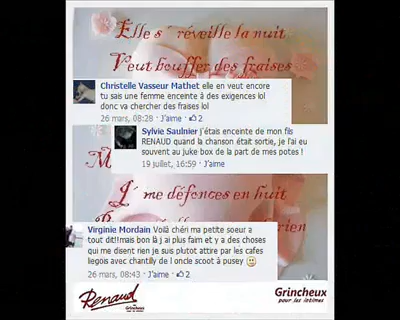 Elle s´réveille la nuit
Veut bouffer des fraises
Christelle Vasseur Mathet elle en veut encore
tu sais une femme enceinte à des exigences lol
donc va chercher des fraises lol
26 mars, 08:28 · J'aime · 2
Sylvie Saulnier j´étais enceinte de mon fils
RENAUD quand la chanson était sortie, je l'ai eu
souvent au Juke box de la part de mes potes !
19 juillet, 16:59 · J'aime
M
J´me défonces en huit
rien
Virginie Mordain Voilà chéri ma petite soeur a
tout dit!!mais bon là j ai plus faim et y a des choses
qui me disent rien je suis plutot attire par les cafes
liegois avec chantilly de l oncle scoot à pusey
26 mars, 08:43 · J'aime · 2
Renaud
Grincheux
Grincheux
pour les intimes